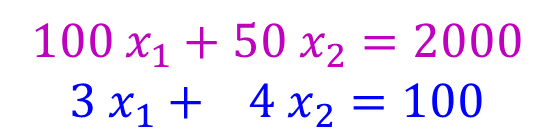 100 x₁ + 50 x₂ = 2000
3 x₁ + 4 x₂ = 100